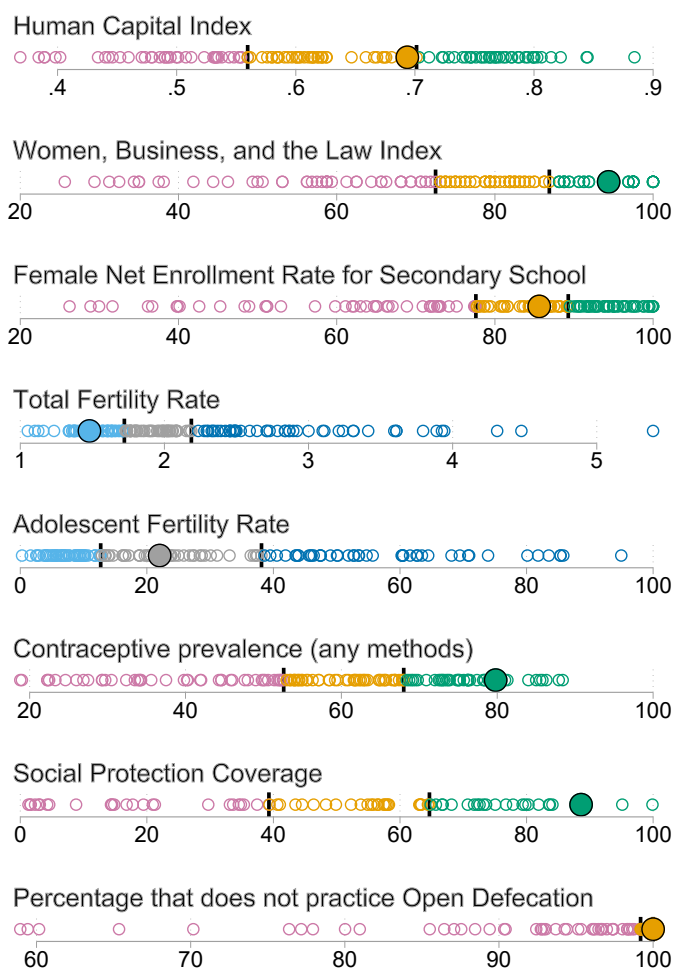 Human Capital Index
.4 .5 .6 .7 .8 .9
Women, Business, and the Law Index
20 40 60 80 100
Female Net Enrollment Rate for Secondary School
20 40 60 80 100
Total Fertility Rate
1 2 3 4 5
Adolescent Fertility Rate
0 20 40 60 80 100
Contraceptive prevalence (any methods)
20 40 60 80 100
Social Protection Coverage
0 20 40 60 80 100
Percentage that does not practice Open Defecation
60 70 80 90 100